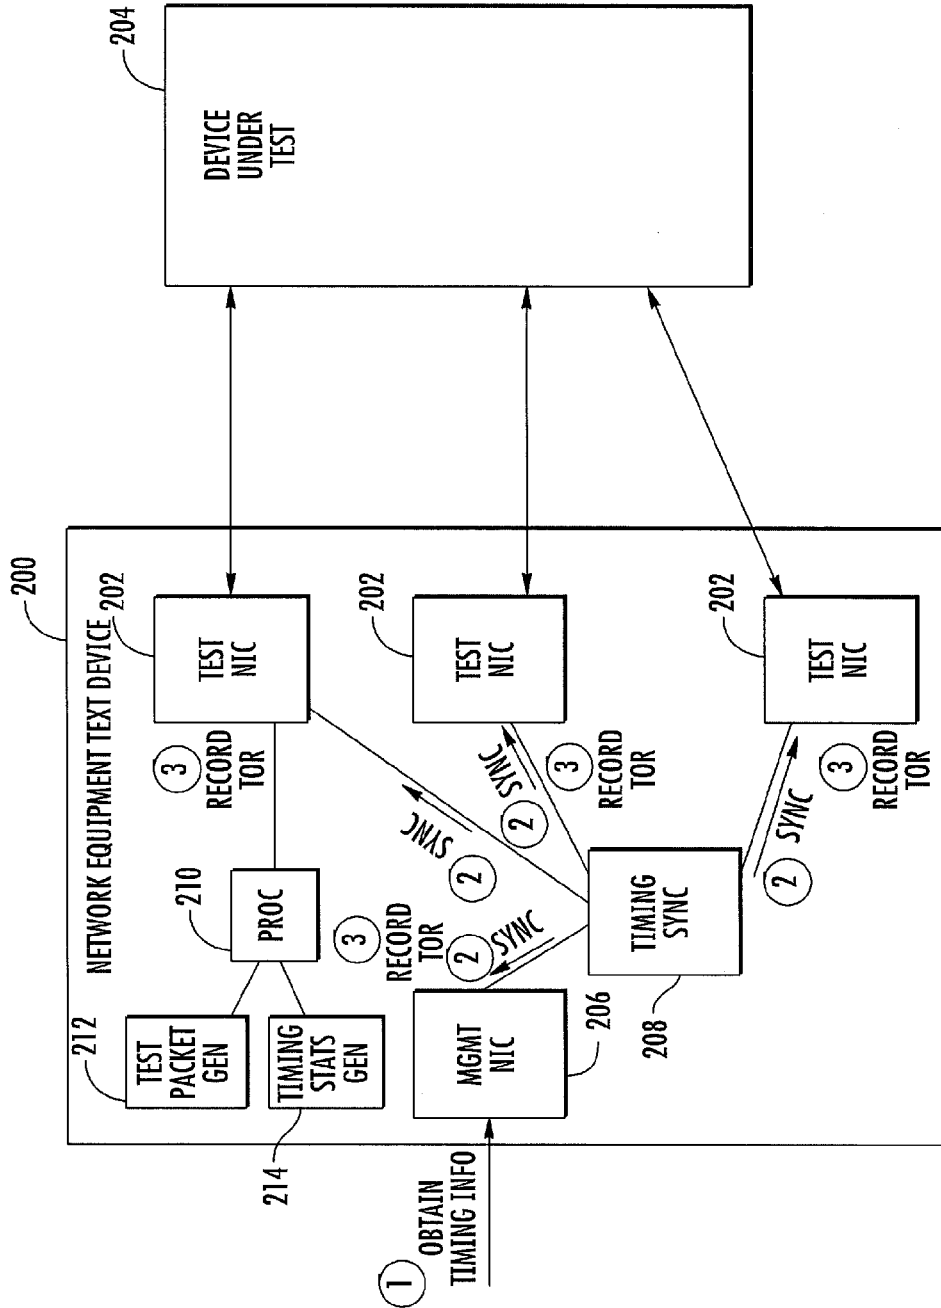 200
NETWORK EQUIPMENT TEXT DEVICE
204
DEVICE
UNDER
TEST
212
TEST
PACKET
GEN
214
TIMING
STATS
GEN
210
PROC
3
RECORD
TOR
202
TEST
NIC
1
OBTAIN
TIMING INFO
MGMT
NIC
206
3
RECORD
TOR
2
SYNC
2
SYNC
2
SYNC
3
RECORD
TOR
202
TEST
NIC
TIMING
SYNC
208
2
SYNC
3
RECORD
TOR
202
TEST
NIC